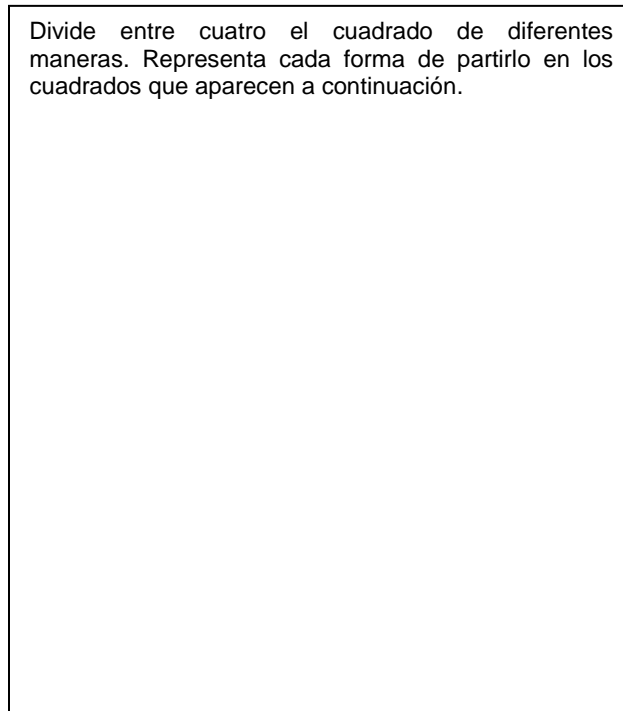 Divide entre cuatro el cuadrado de diferentes
maneras. Representa cada forma de partirlo en los
cuadrados que aparecen a continuación.